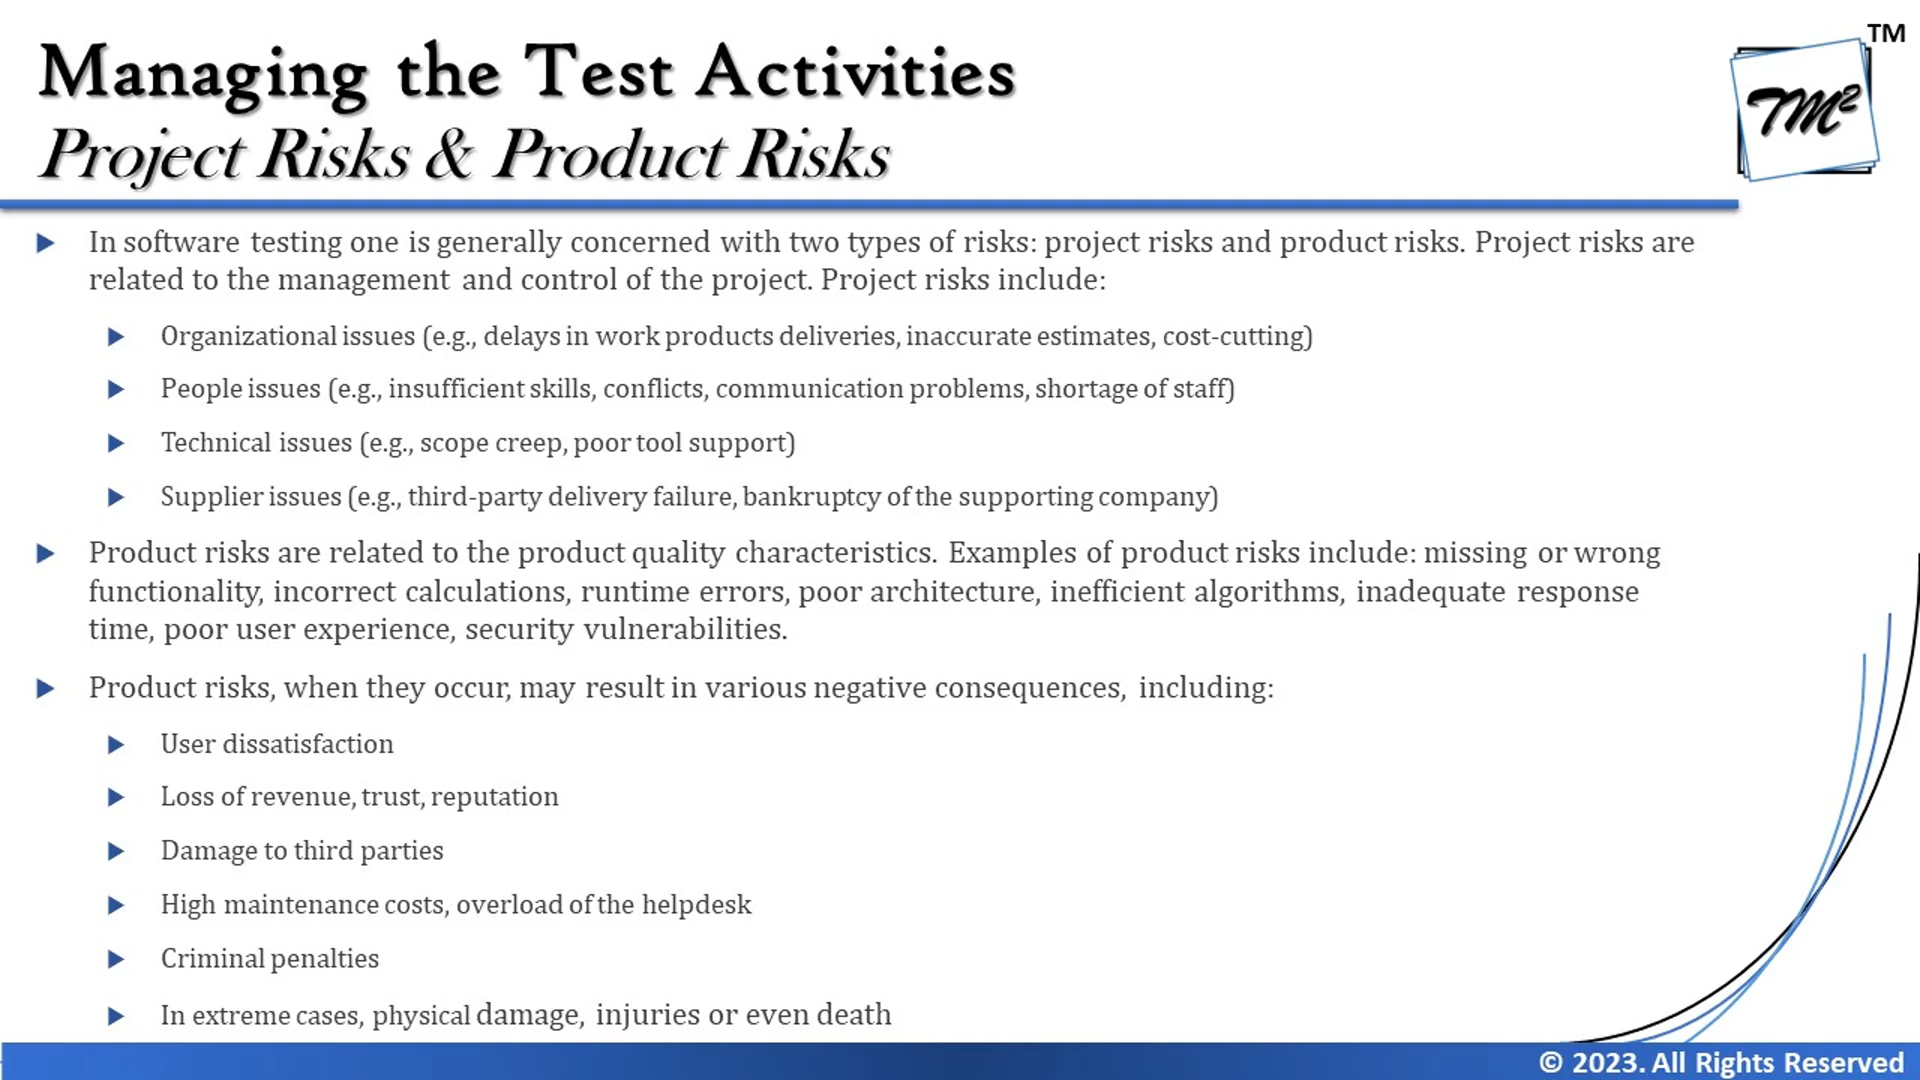 Managing the Test Activities
TM
Project Risks & Product Risks
TM2
In software testing one is generally concerned with two types of risks: project risks and product risks. Project risks are
related to the management and control of the project. Project risks include:
Organizational issues (e.g., delays in work products deliveries, inaccurate estimates, cost-cutting)
People issues (e.g., insufficient skills, conflicts, communication problems, shortage of staff)
Technical issues (e.g., scope creep, poor tool support)
Supplier issues (e.g., third-party delivery failure, bankruptcy of the supporting company)
Product risks are related to the product quality characteristics. Examples of product risks include: missing or wrong
functionality, incorrect calculations, runtime errors, poor architecture, inefficient algorithms, inadequate response
time, poor user experience, security vulnerabilities.
Product risks, when they occur, may result in various negative consequences, including:
User dissatisfaction
Loss of revenue, trust, reputation
Damage to third parties
High maintenance costs, overload of the helpdesk
Criminal penalties
In extreme cases, physical damage, injuries or even death
© 2023. All Rights Reserved